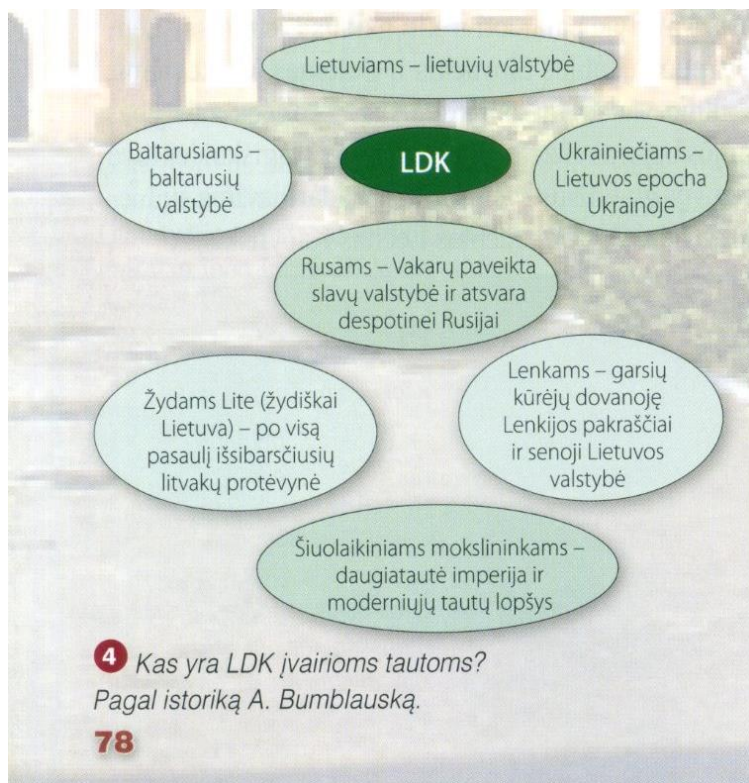 Lietuviams – lietuvių valstybė
Baltarusiams –
baltarusių
valstybė
LDK
Ukrainiečiams –
Lietuvos epocha
Ukrainoje
Rusams – Vakarų paveikta
slavų valstybė ir atsvara
despotinei Rusijai
Žydams Lite (žydiškai
Lietuva) – po visą
pasaulį išsibarsčiusių
litvakų protėvynė
Lenkams – garsių
kūrėjų dovanoję
Lenkijos pakraščiai
ir senoji Lietuvos
valstybė
Šiuolaikiniams mokslininkams –
daugiatautė imperija ir
moderniųjų tautų lopšys
4 Kas yra LDK įvairioms tautoms?
Pagal istoriką A. Bumblauską.
78